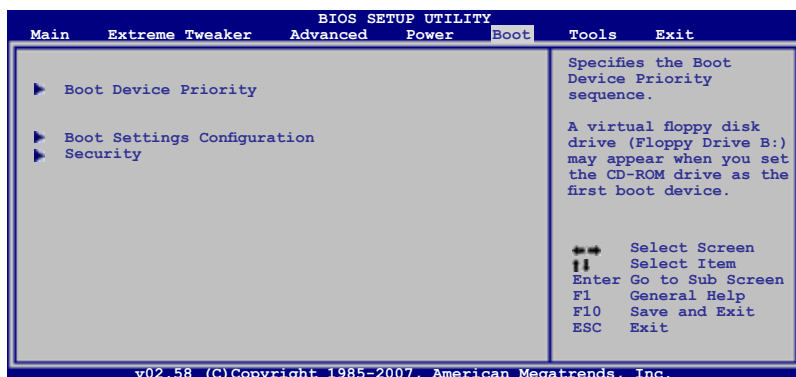 BIOS SETUP UTILITY
Main Extreme Tweaker Advanced Power Boot Tools Exit
Boot Device Priority
Boot Settings Configuration
Security
Specifies the Boot
Device Priority
sequence.
A virtual floppy disk
drive (Floppy Drive B:)
may appear when you set
the CD-ROM drive as the
first boot device.
Select Screen
Select Item
Enter Go to Sub Screen
F1 General Help
F10 Save and Exit
ESC Exit
v02.58 (C)Copyright 1985-2007, American Megatrends, Inc.